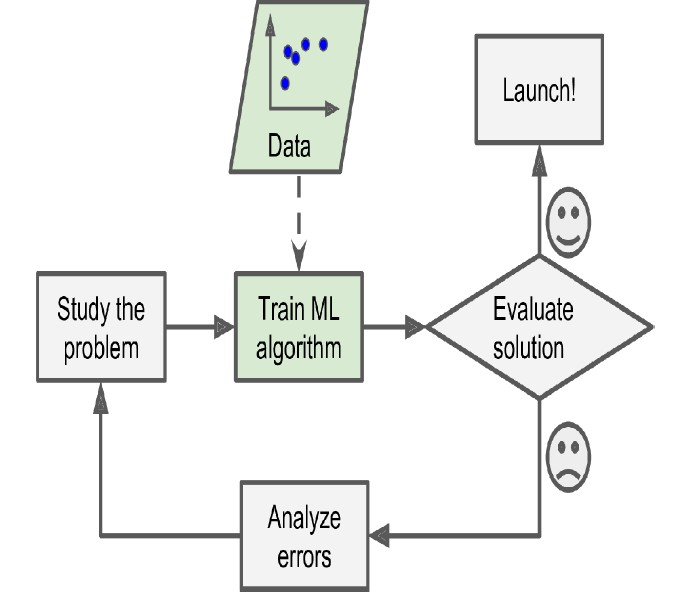 Data
Launch!
Study the
problem
Train ML
algorithm
Evaluate
solution
Analyze
errors